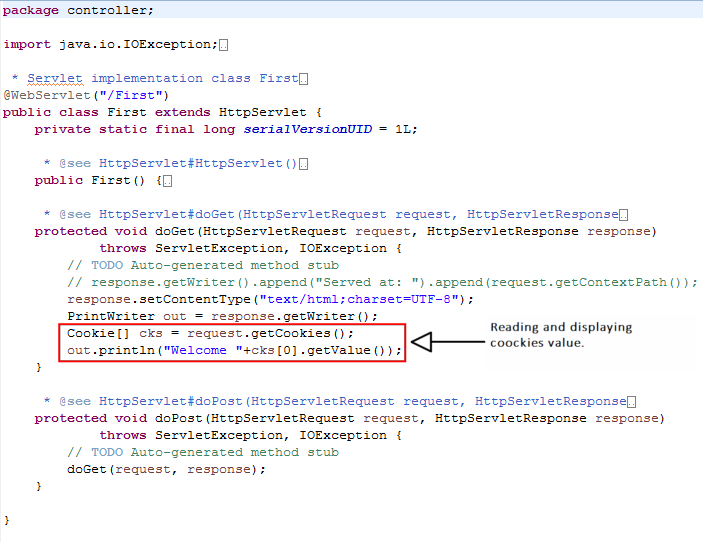 package controller;
import java.io.IOException;
* Servlet implementation class First
@WebServlet("/First")
public class First extends HttpServlet {
private static final long serialVersionUID = 1L;
* @see HttpServlet#HttpServlet()
public First() {
* @see HttpServlet#doGet(HttpServletRequest request, HttpServletResponse
protected void doGet(HttpServletRequest request, HttpServletResponse response)
throws ServletException, IOException {
// TODO Auto-generated method stub
// response.getWriter().append("Served at: ").append(request.getContextPath());
response.setContentType("text/html;charset=UTF-8");
PrintWriter out = response.getWriter();
Cookie[] cks = request.getCookies();
out.println("Welcome "+cks[0].getValue());
Reading and displaying
coockies value.
}
* @see HttpServlet#doPost(HttpServletRequest request, HttpServletResponse
protected void doPost(HttpServletRequest request, HttpServletResponse response)
throws ServletException, IOException {
// TODO Auto-generated method stub
doGet(request, response);
}
}